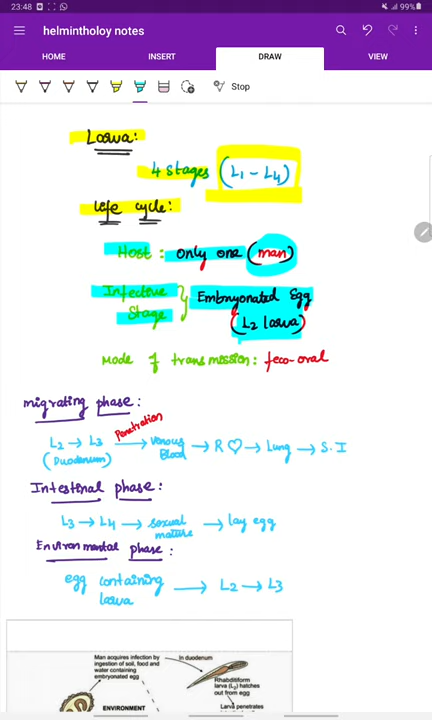 23:48
99%
helmintholoy notes
HOME INSERT DRAW VIEW
Stop
Larva:
4 stages (L1 - L4)
Life cycle:
Host : only one (man)
Infective Stage } Embryonated Egg
(L2 larva)
Mode of transmission: feco-oral
migrating phase:
L2 → L3 Penetration → Venous Blood → R ♡ → Lung → S.I
(Duodenum)
Intestinal phase:
L3 → L4 → sexual mature → lay egg
Environmental phase:
egg containing larva → L2 → L3
Man acquires infection by
ingestion of soil, food and
water containing
embryonated egg
In duodenum
Rhabditiform
larva (L2) hatches
out from egg
Larva penetrates
ENVIRONMENT